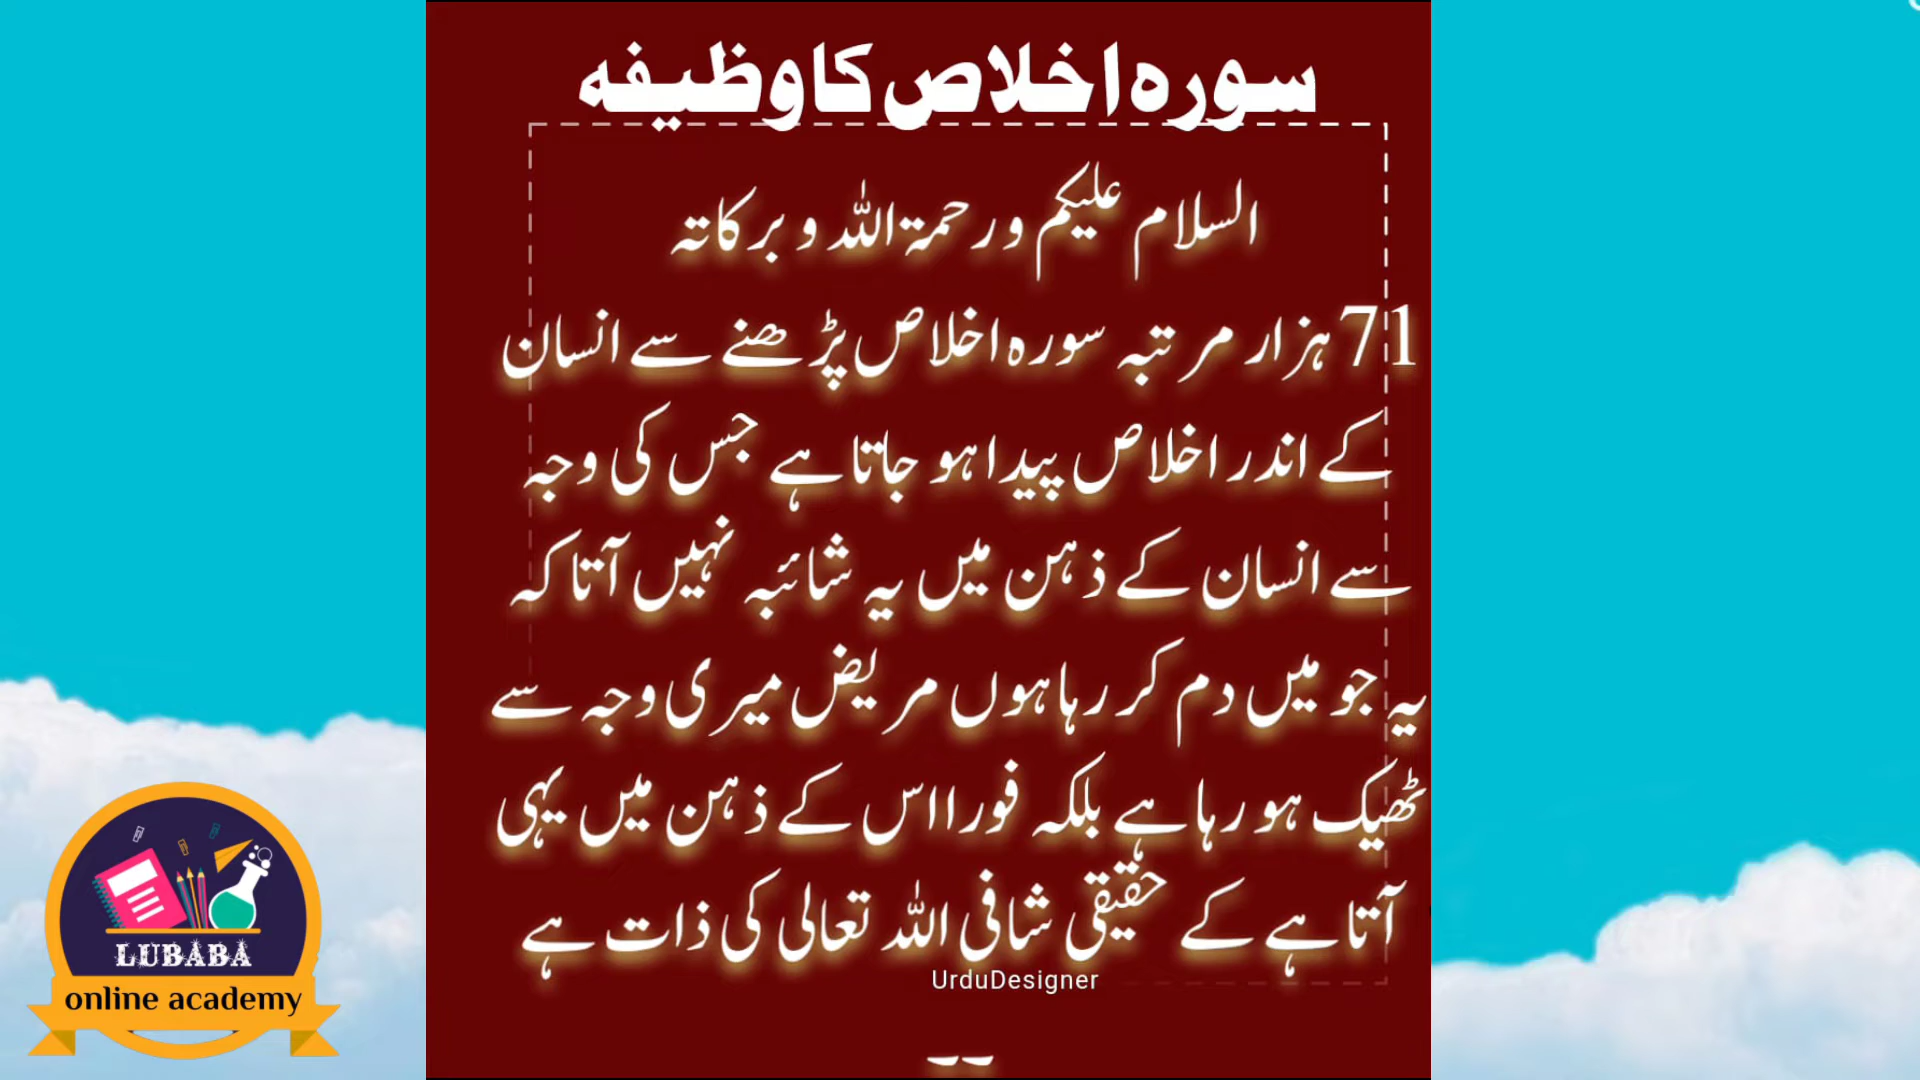 سورہ اخلاص کا وظیفہ
السلام علیکم ورحمۃ اللہ و برکاتہ
71 ہزار مرتبہ سورہ اخلاص پڑھنے سے انسان
کے اندر اخلاص پیدا ہو جاتا ہے جس کی وجہ
سے انسان کے ذہن میں یہ شائبہ نہیں آتا کہ
یہ جو میں دم کر رہا ہوں مریض میری وجہ سے
ٹھیک ہو رہا ہے بلکہ فورا اس کے ذہن میں یہی
آتا ہے کے حقیقی شافی اللہ تعالی کی ذات ہے
UrduDesigner
۔۔
LUBABA
online academy